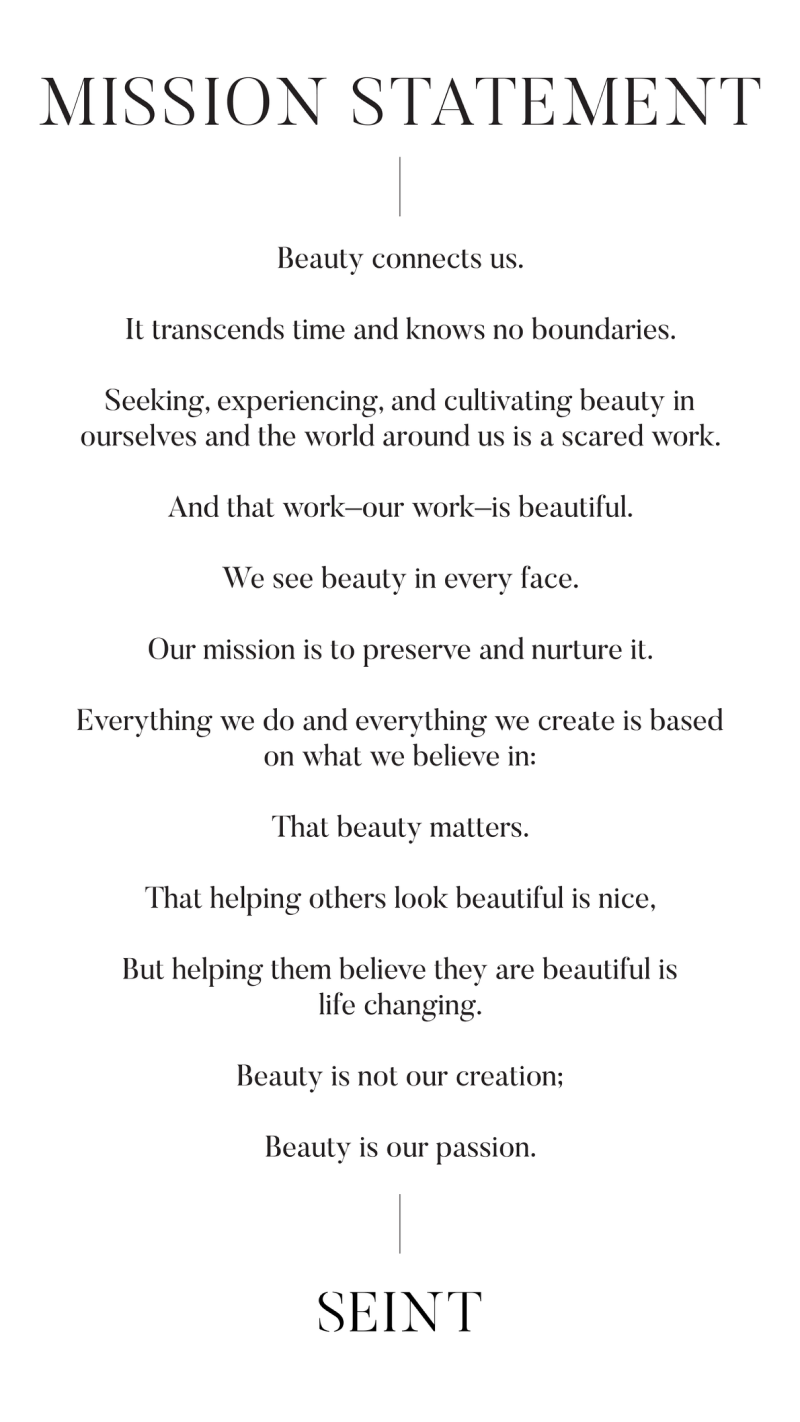 MISSION STATEMENT
Beauty connects us.
It transcends time and knows no boundaries.
Seeking, experiencing, and cultivating beauty in
ourselves and the world around us is a scared work.
And that work—our work—is beautiful.
We see beauty in every face.
Our mission is to preserve and nurture it.
Everything we do and everything we create is based
on what we believe in:
That beauty matters.
That helping others look beautiful is nice,
But helping them believe they are beautiful is
life changing.
Beauty is not our creation;
Beauty is our passion.
SEINT